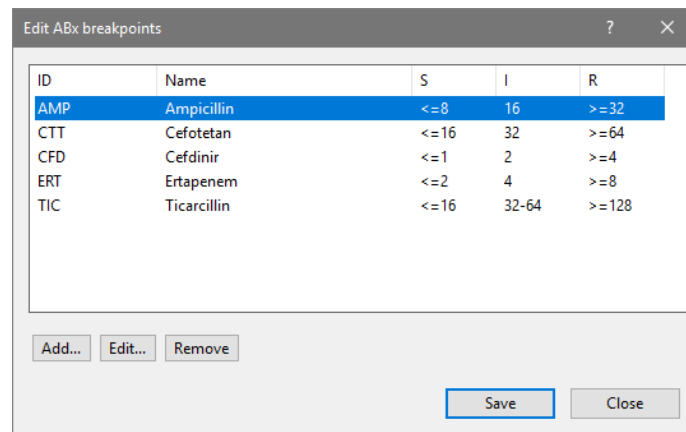 Edit ABx breakpoints ? ×
ID Name S I R
AMP Ampicillin <=8 16 >=32
CTT Cefotetan <=16 32 >=64
CFD Cefdinir <=1 2 >=4
ERT Ertapenem <=2 4 >=8
TIC Ticarcillin <=16 32-64 >=128
Add... Edit... Remove
Save Close